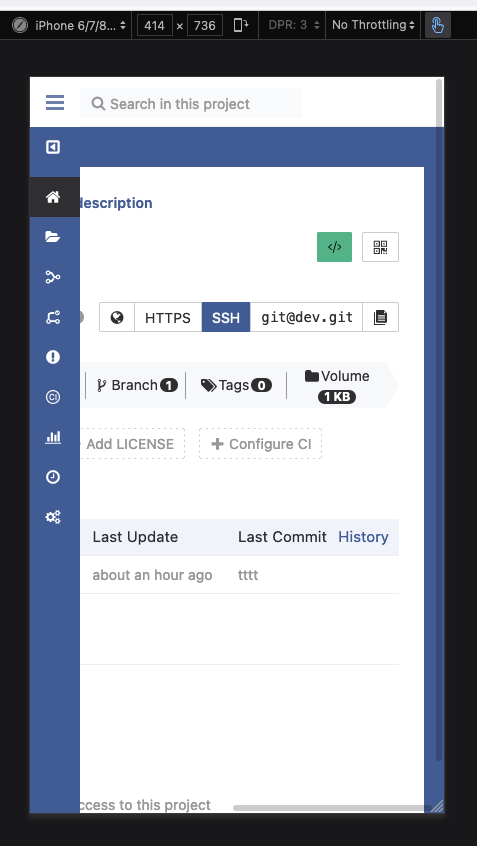 iPhone 6/7/8... 414 × 736 DPR: 3 No Throttling
Search in this project
description
</>
HTTPS SSH git@dev.git
Branch 1 Tags 0 Volume
1 KB
Add LICENSE + Configure CI
CI
Last Update Last Commit History
about an hour ago tttt
ccess to this project